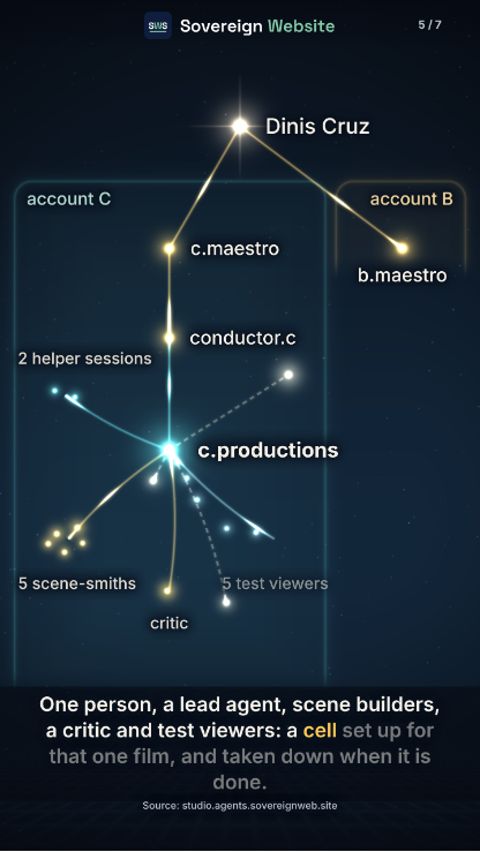 SWS Sovereign Website
5 / 7
Dinis Cruz
account C
account B
c.maestro
b.maestro
conductor.c
2 helper sessions
c.productions
5 scene-smiths
5 test viewers
critic
One person, a lead agent, scene builders,
a critic and test viewers: a cell set up for
that one film, and taken down when it is
done.
Source: studio.agents.sovereignweb.site